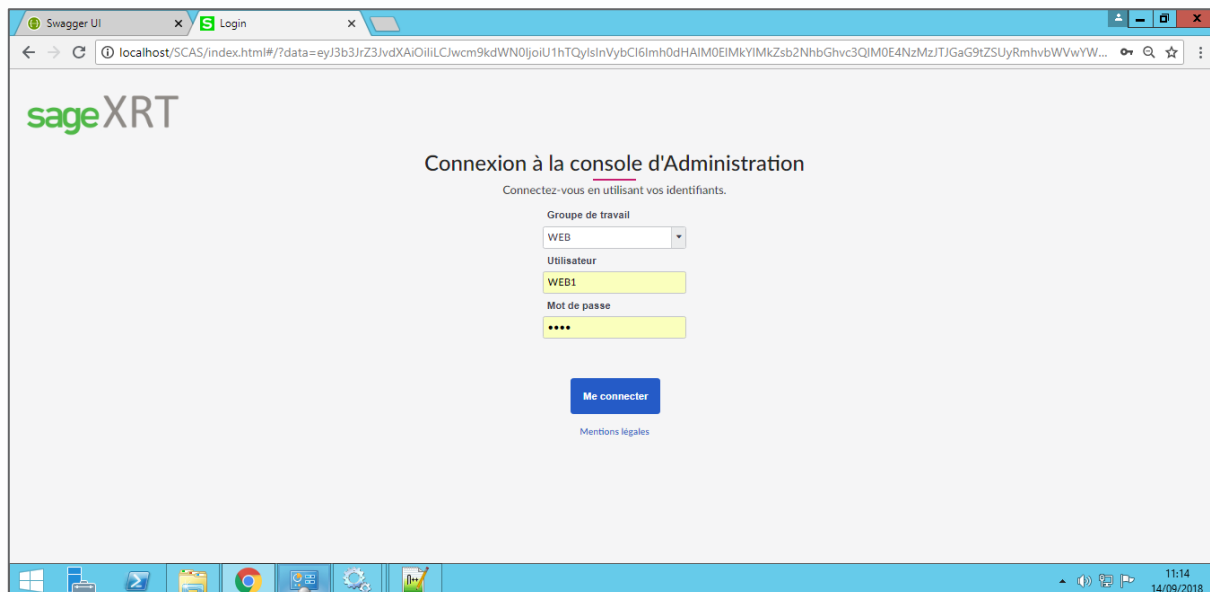 Swagger UI
Login
localhost/SCAS/index.html#/?data=eyJ3b3JrZ3JvdXAiOiIiLCJwcm9kdWN0IjoiU1hTQyIsInVybCI6Imh0dHAlM0ElMkYlMkZsb2NhbGhvc3QlM0E4NzMzJTJGaG9tZSUyRmhvbWVwYW...
sageXRT
Connexion à la console d'Administration
Connectez-vous en utilisant vos identifiants.
Groupe de travail
WEB
Utilisateur
WEB1
Mot de passe
••••
Me connecter
Mentions légales
11:14
14/09/2018